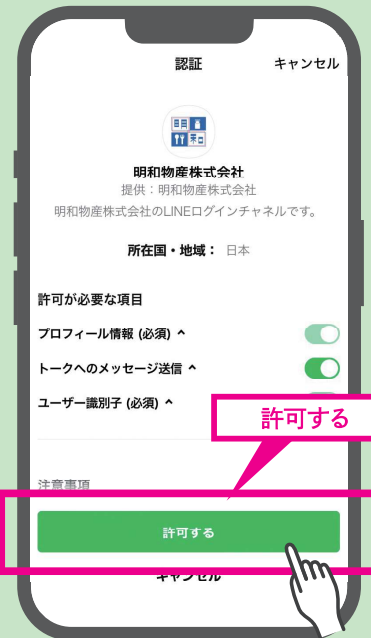 認証
キャンセル
明和物産株式会社
提供：明和物産株式会社
明和物産株式会社のLINEログインチャネルです。
所在国・地域： 日本
許可が必要な項目
プロフィール情報 (必須)
トークへのメッセージ送信
ユーザー識別子 (必須)
許可する
注意事項
許可する
キャンセル